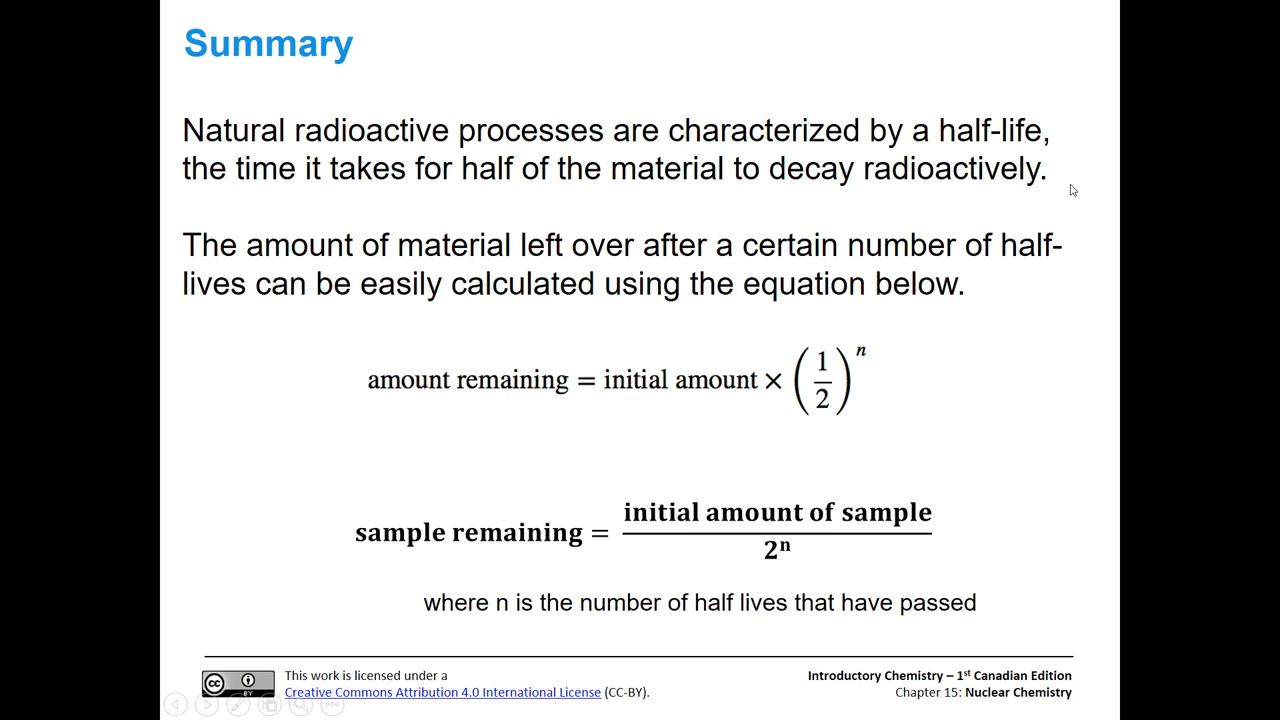 Summary
Natural radioactive processes are characterized by a half-life,
the time it takes for half of the material to decay radioactively.
The amount of material left over after a certain number of half-
lives can be easily calculated using the equation below.
amount remaining = initial amount × (1/2)ⁿ
sample remaining = initial amount of sample / 2ⁿ
where n is the number of half lives that have passed
This work is licensed under a
Creative Commons Attribution 4.0 International License (CC-BY).
cc BY
Introductory Chemistry – 1st Canadian Edition
Chapter 15: Nuclear Chemistry